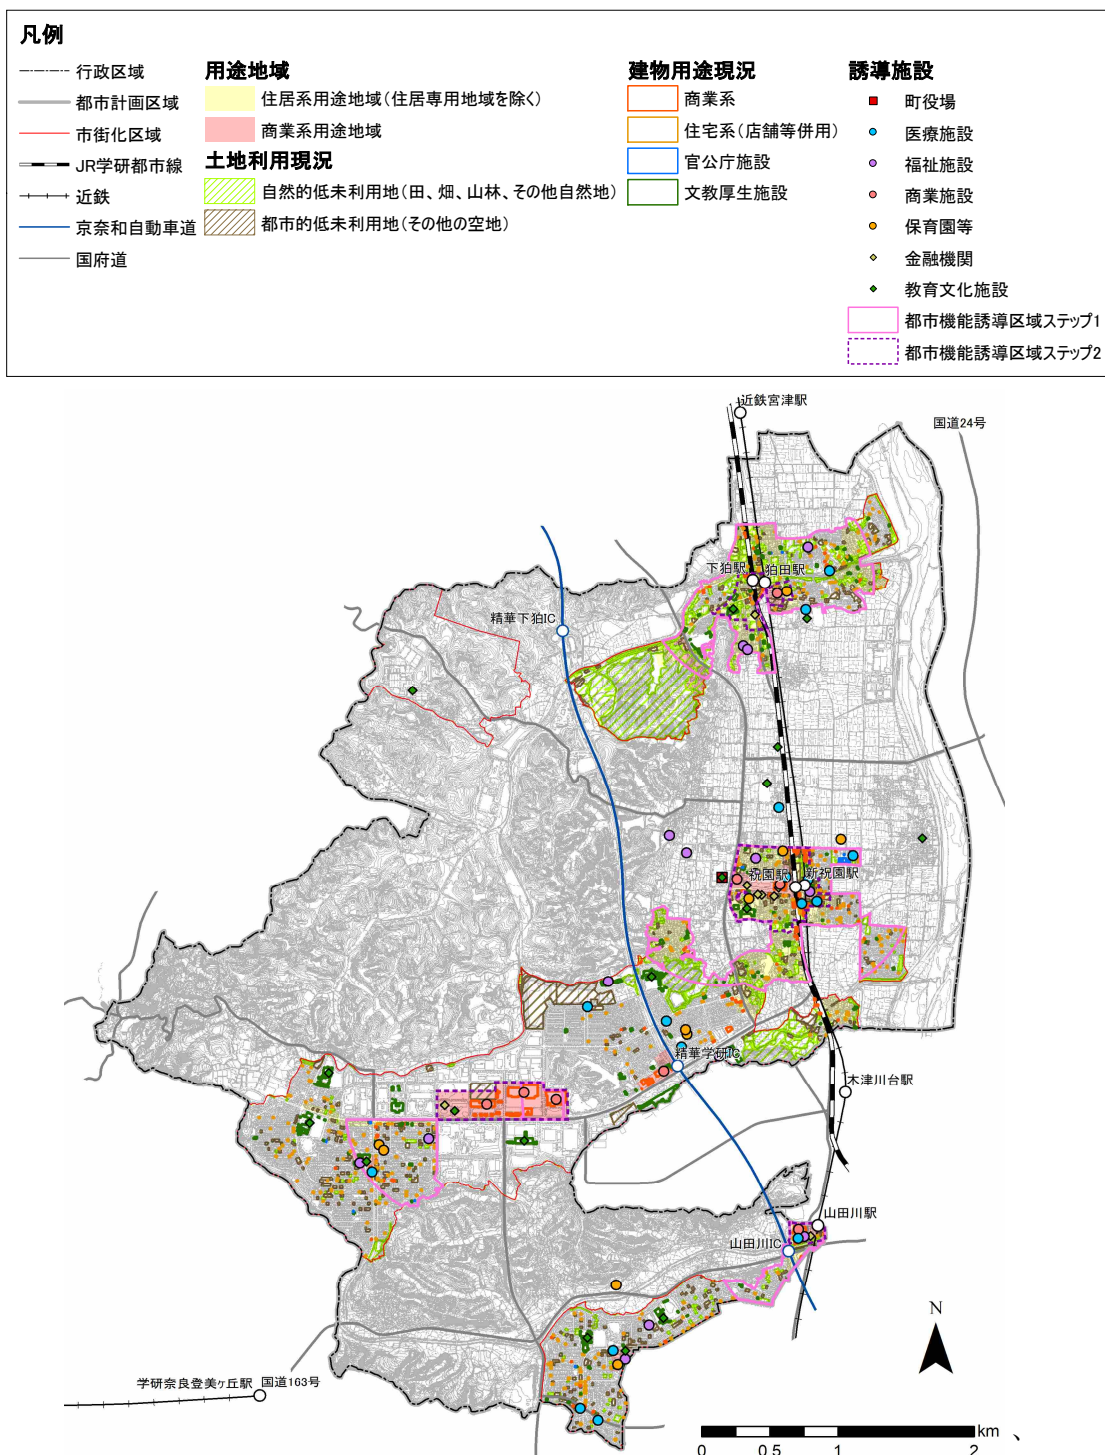 凡例
行政区域
都市計画区域
市街化区域
JR学研都市線
近鉄
京奈和自動車道
国府道
用途地域
住居系用途地域(住居専用地域を除く)
商業系用途地域
土地利用現況
自然的低未利用地(田、畑、山林、その他自然地)
都市的低未利用地(その他の空地)
建物用途現況
商業系
住宅系(店舗等併用)
官公庁施設
文教厚生施設
誘導施設
町役場
医療施設
福祉施設
商業施設
保育園等
金融機関
教育文化施設
都市機能誘導区域ステップ1
都市機能誘導区域ステップ2
近鉄宮津駅
国道24号
下狛駅
狛田駅
精華下狛IC
祝園駅
新祝園駅
精華学研IC
木津川台駅
山田川駅
山田川IC
学研奈良登美ヶ丘駅
国道163号
N
km
0
0.5
1
2
、